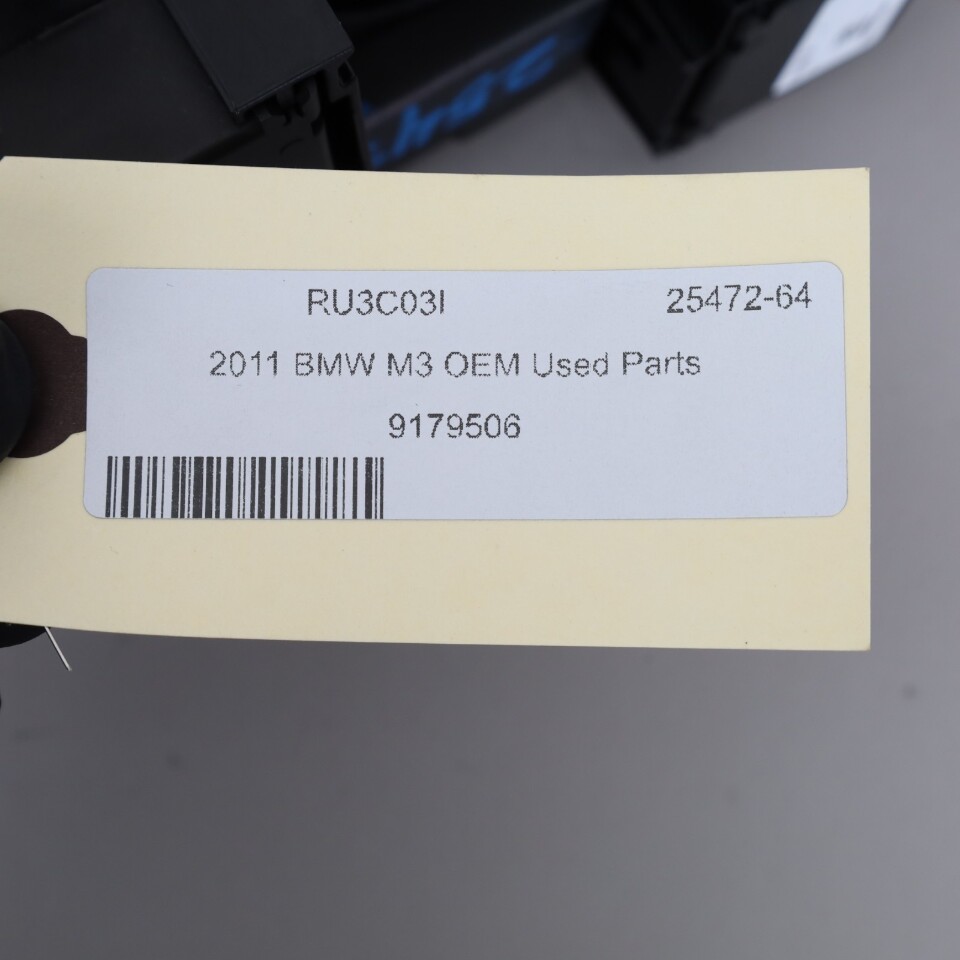 RU3C03I 25472-64
2011 BMW M3 OEM Used Parts
9179506